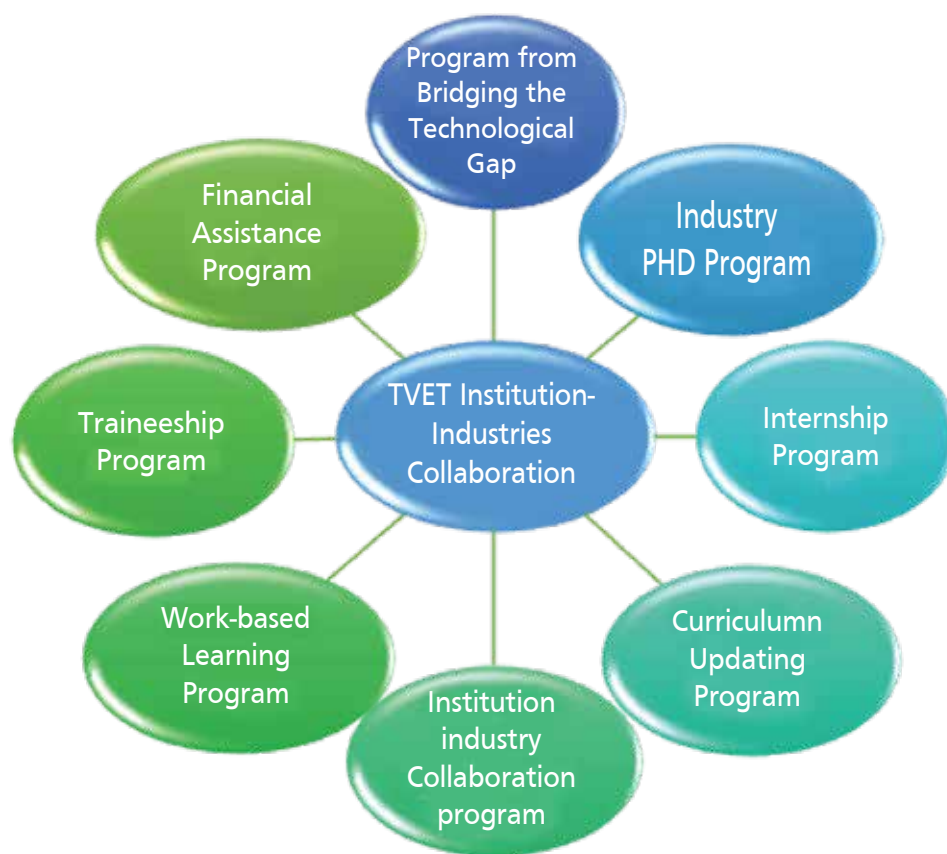 Program from
Bridging the
Technological
Gap
Industry
PHD Program
Internship
Program
Curriculumn
Updating
Program
Institution
industry
Collaboration
program
Work-based
Learning
Program
Traineeship
Program
Financial
Assistance
Program
TVET Institution-
Industries
Collaboration